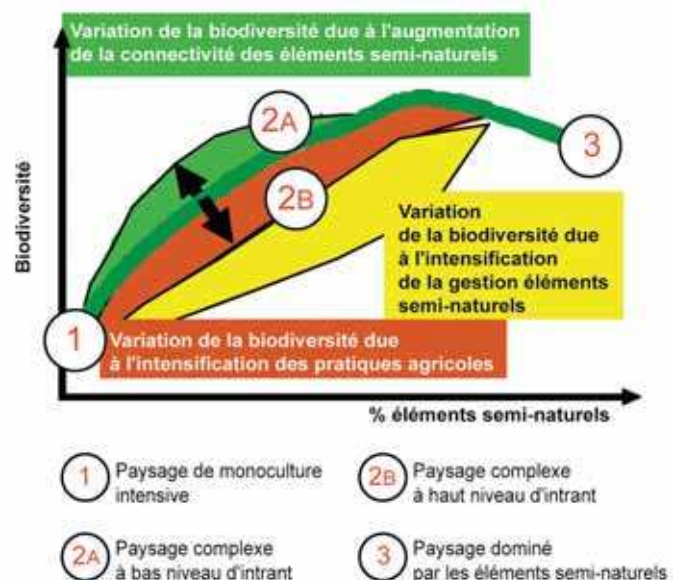 Variation de la biodiversité due à l'augmentation
de la connectivité des éléments semi-naturels
Biodiversité
2A
3
2B
Variation
de la biodiversité due
à l'intensification
de la gestion éléments
semi-naturels
1
Variation de la biodiversité due
à l'intensification des pratiques agricoles
% éléments semi-naturels
1
Paysage de monoculture
intensive
2B
Paysage complexe
à haut niveau d'intrant
2A
Paysage complexe
à bas niveau d'intrant
3
Paysage dominé
par les éléments semi-naturels